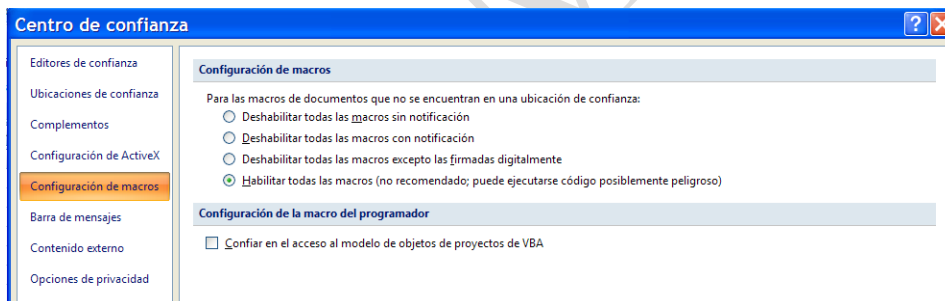 Centro de confianza
Editores de confianza
Ubicaciones de confianza
Complementos
Configuración de ActiveX
Configuración de macros
Barra de mensajes
Contenido externo
Opciones de privacidad
Configuración de macros
Para las macros de documentos que no se encuentran en una ubicación de confianza:
Deshabilitar todas las macros sin notificación
Deshabilitar todas las macros con notificación
Deshabilitar todas las macros excepto las firmadas digitalmente
Habilitar todas las macros (no recomendado; puede ejecutarse código posiblemente peligroso)
Configuración de la macro del programador
Confiar en el acceso al modelo de objetos de proyectos de VBA